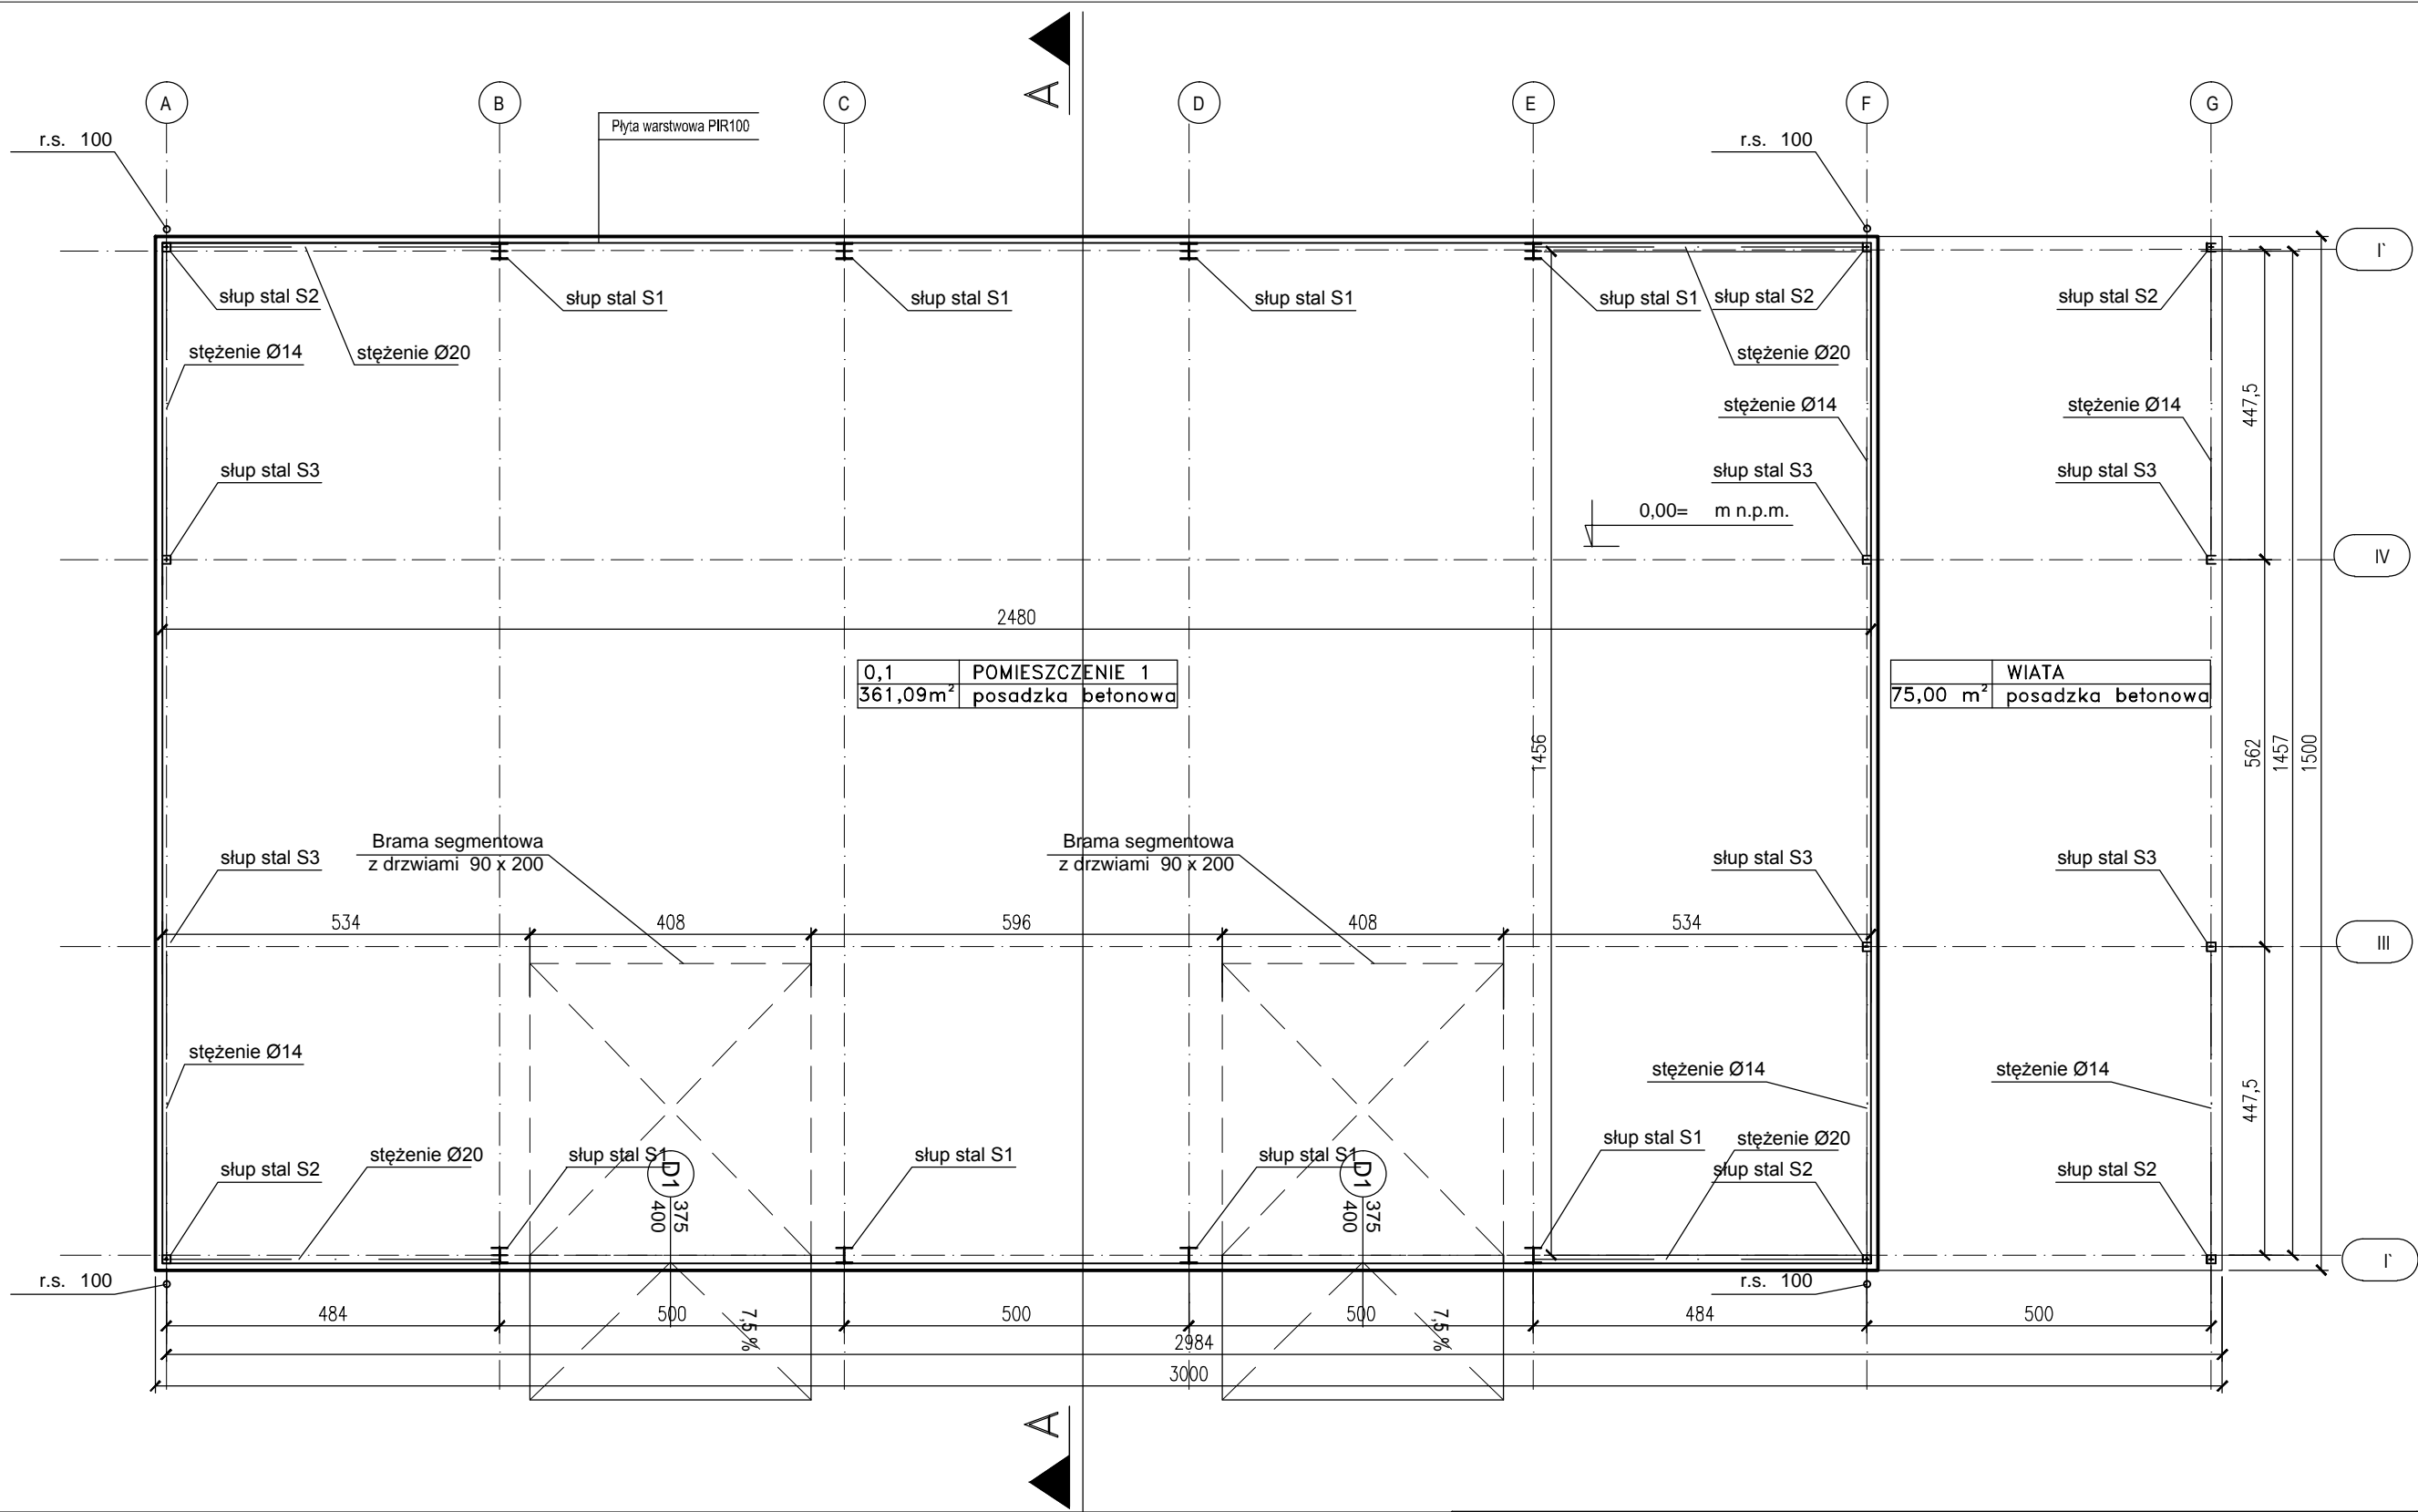 A
A B C D E F G
Płyta warstwowa PIR100
r.s. 100
r.s. 100
I`
słup stal S2
słup stal S1
słup stal S1
słup stal S1
słup stal S1
słup stal S2
słup stal S2
stężenie Ø14
stężenie Ø20
stężenie Ø20
stężenie Ø14
stężenie Ø14
447,5
słup stal S3
słup stal S3
słup stal S3
0,00= m n.p.m.
IV
2480
0,1 POMIESZCZENIE 1
361,09m² posadzka betonowa
WIATA
75,00 m² posadzka betonowa
1456
562
1457
1500
Brama segmentowa
z drzwiami 90 x 200
Brama segmentowa
z drzwiami 90 x 200
słup stal S3
słup stal S3
słup stal S3
534 408 596 408 534
III
stężenie Ø14
stężenie Ø14
stężenie Ø14
447,5
słup stal S2
stężenie Ø20
słup stal S1
słup stal S1
słup stal S1
słup stal S1
stężenie Ø20
słup stal S2
słup stal S2
D1
375
400
D1
375
400
I`
r.s. 100
r.s. 100
484 500 500 500 484 500
7,5 %
7,5 %
2984
3000
A